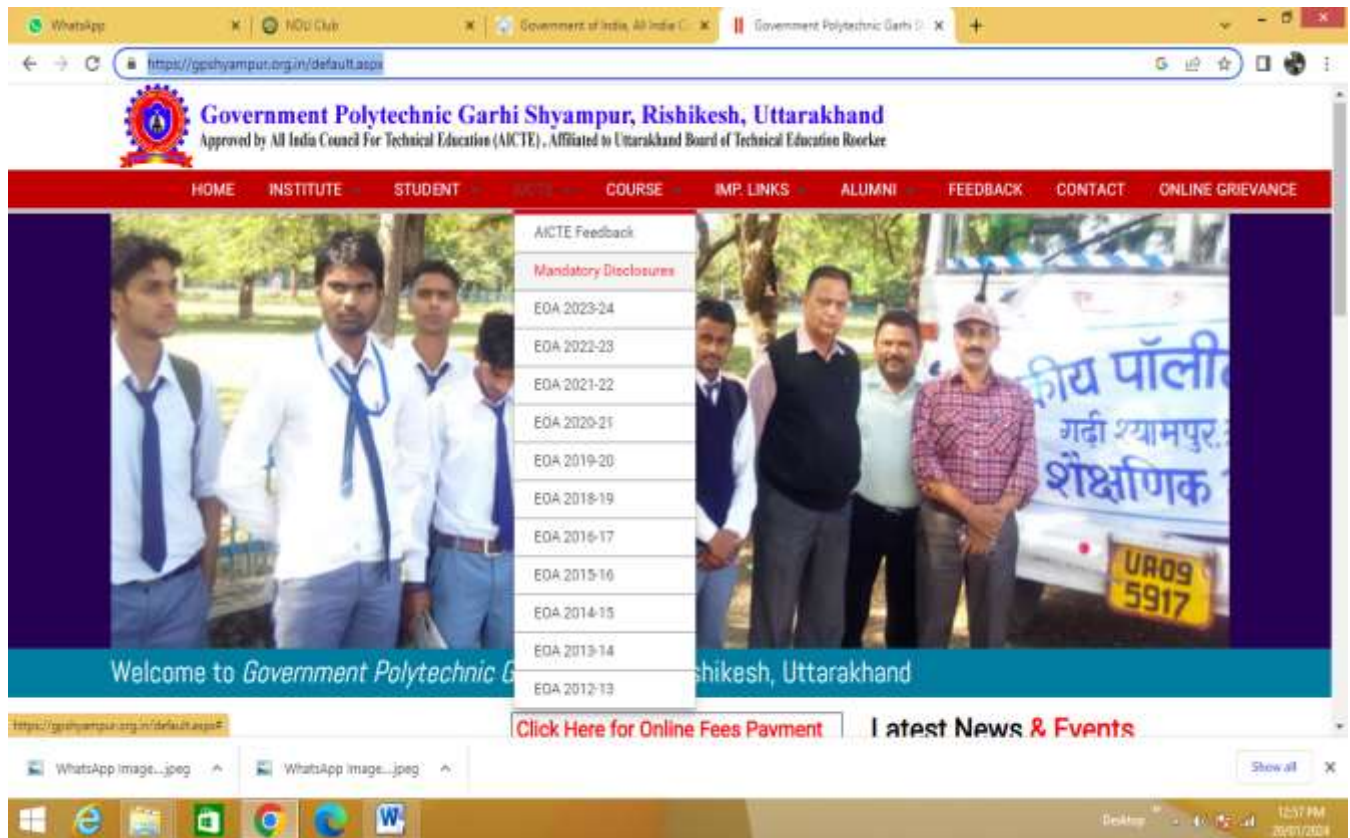 WhatsApp
NDLI Club
Government of India, All India C
Government Polytechnic Garhi S
https://gpshyampur.org.in/default.aspx
Government Polytechnic Garhi Shyampur, Rishikesh, Uttarakhand
Approved by All India Council For Technical Education (AICTE) , Affiliated to Uttarakhand Board of Technical Education Roorkee
HOME INSTITUTE STUDENT AICTE COURSE IMP. LINKS ALUMNI FEEDBACK CONTACT ONLINE GRIEVANCE
AICTE Feedback
Mandatory Disclosures
EOA 2023-24
EOA 2022-23
EOA 2021-22
EOA 2020-21
EOA 2019-20
EOA 2018-19
EOA 2016-17
EOA 2015-16
EOA 2014-15
EOA 2013-14
EOA 2012-13
कीय पॉली
गढ़ी श्यामपुर
शैक्षणिक
UA09
5917
Welcome to Government Polytechnic G shikesh, Uttarakhand
https://gpshyampur.org.in/default.aspx#
Click Here for Online Fees Payment
Latest News & Events
WhatsApp Image....jpeg
WhatsApp Image....jpeg
Show all
Desktop
12:57 PM
20/01/2024